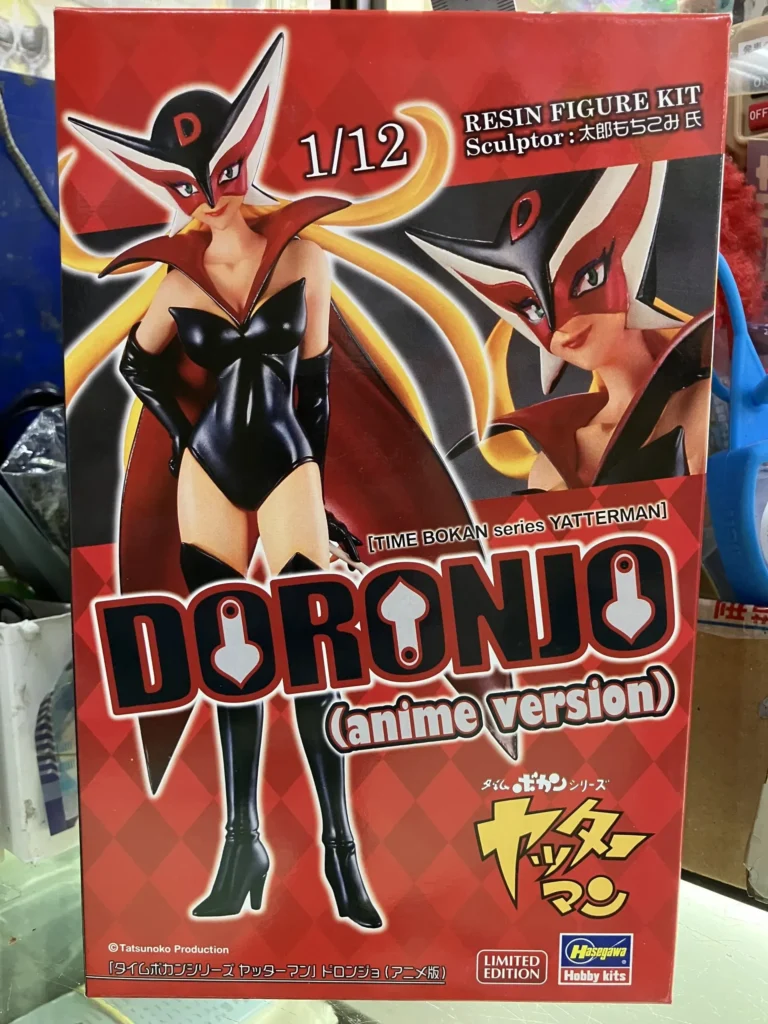 D
1/12
RESIN FIGURE KIT
Sculptor : 太郎もちこみ 氏
D
OFF
[TIME BOKAN series YATTERMAN]
DORONJO
(anime version)
タイムボカンシリーズ
ヤッター
マン
©Tatsunoko Production
「タイムボカンシリーズ ヤッターマン」 ドロンジョ (アニメ版)
LIMITED
EDITION
Hasegawa
Hobby kits